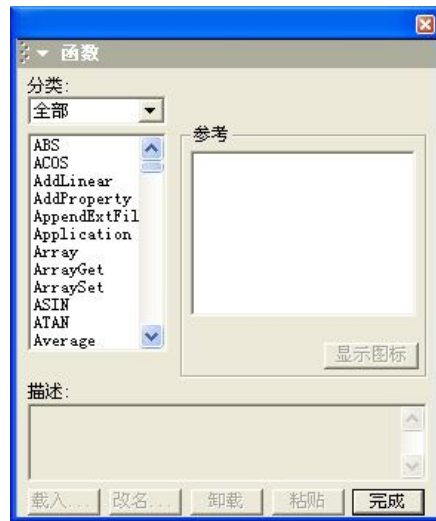 函数
分类:
全部
ABS
ACOS
AddLinear
AddProperty
AppendExtFil
Application
Array
ArrayGet
ArraySet
ASIN
ATAN
Average
参考
显示图标
描述:
载入... 改名... 卸载 粘贴 完成